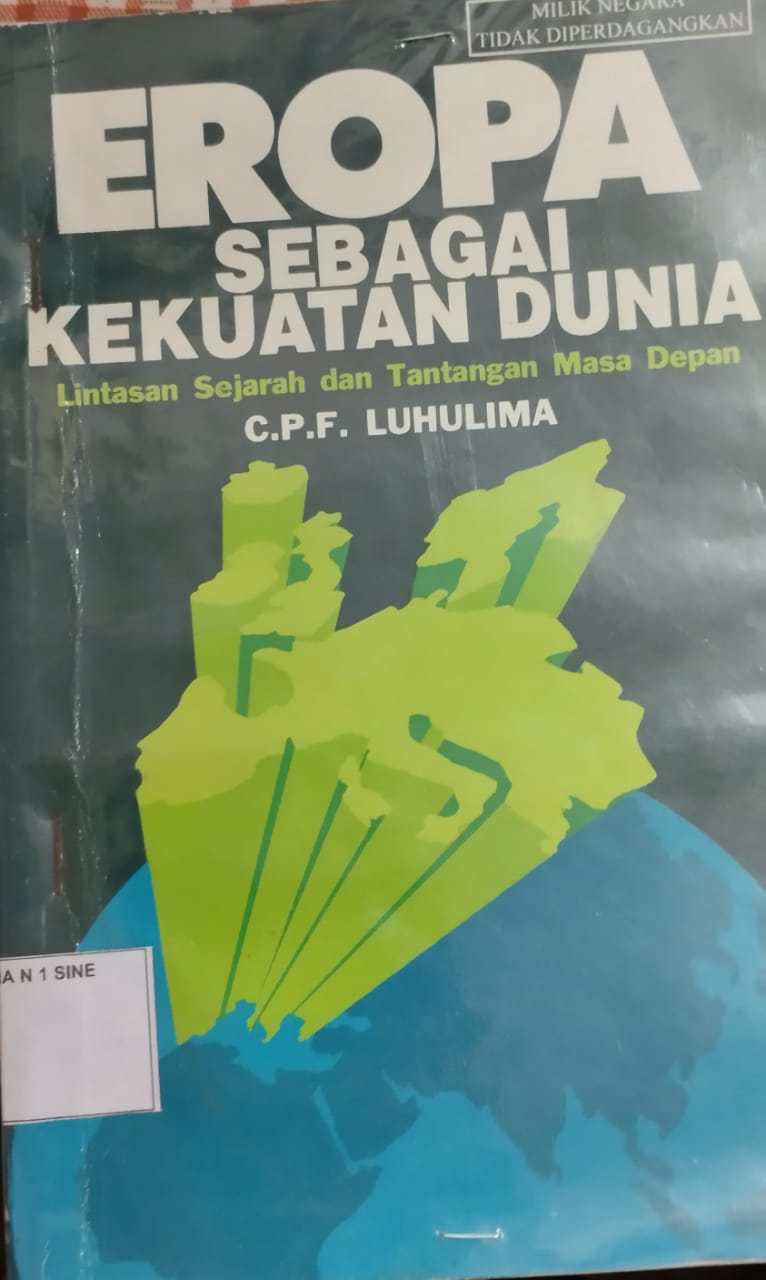 MILIK NEGARA
TIDAK DIPERDAGANGKAN
EROPA
SEBAGAI
KEKUATAN DUNIA
Lintasan Sejarah dan Tantangan Masa Depan
C.P.F. LUHULIMA
A N 1 SINE